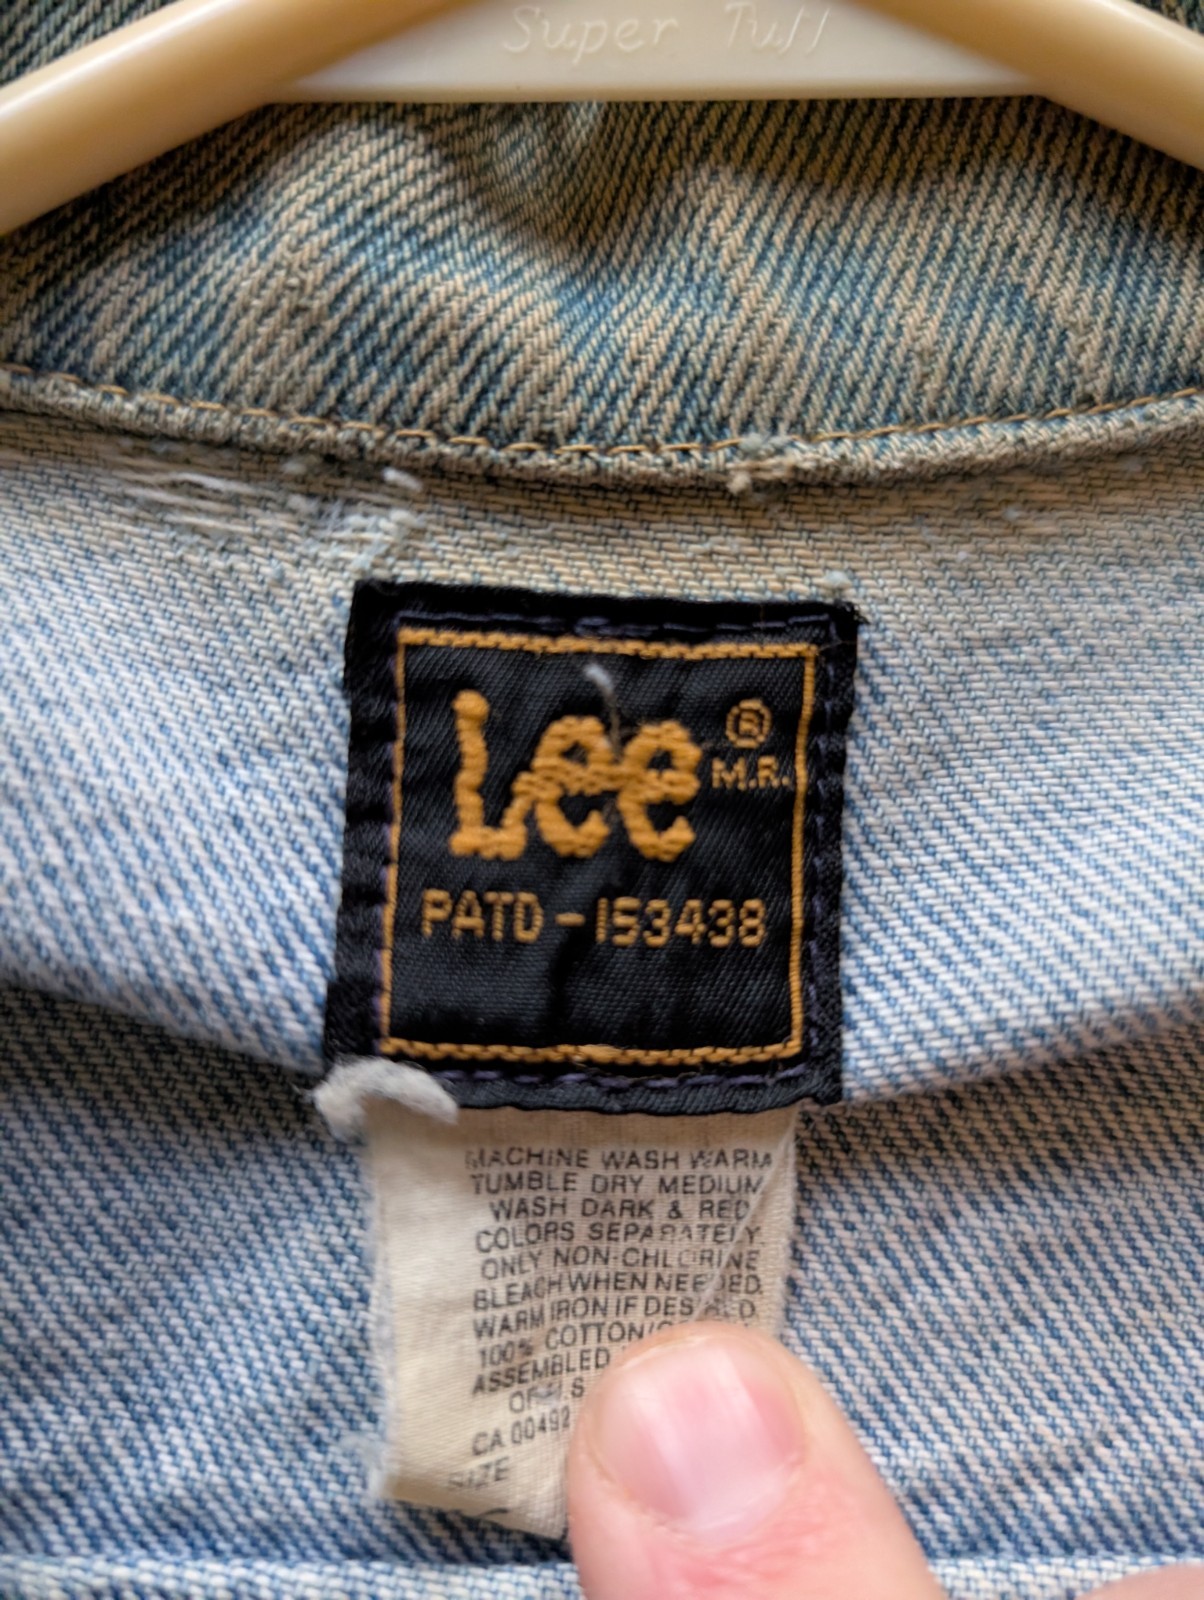 Super Tuff
Lee ®
M.R.
PATD-153438
MACHINE WASH WARM
TUMBLE DRY MEDIUM
WASH DARK & RED
COLORS SEPARATELY.
ONLY NON-CHLORINE
BLEACH WHEN NEEDED.
WARM IRON IF DESIRED.
100% COTTON/
ASSEMBLED
OF U.S
CA 00492
SIZE